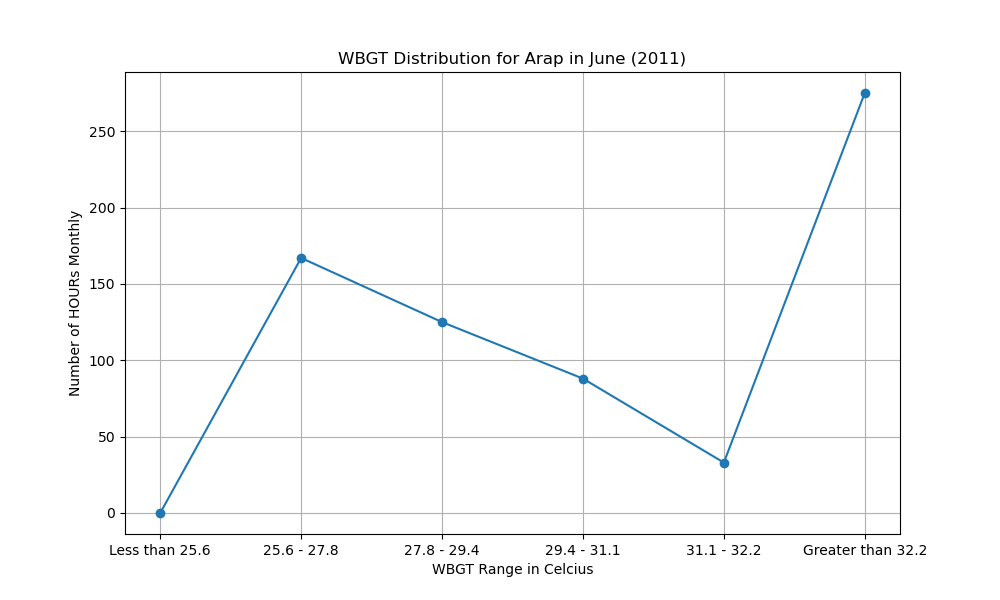 WBGT Distribution for Arap in June (2011)
Number of HOURs Monthly
250
200
150
100
50
0
Less than 25.6
25.6 - 27.8
27.8 - 29.4
29.4 - 31.1
31.1 - 32.2
Greater than 32.2
WBGT Range in Celcius